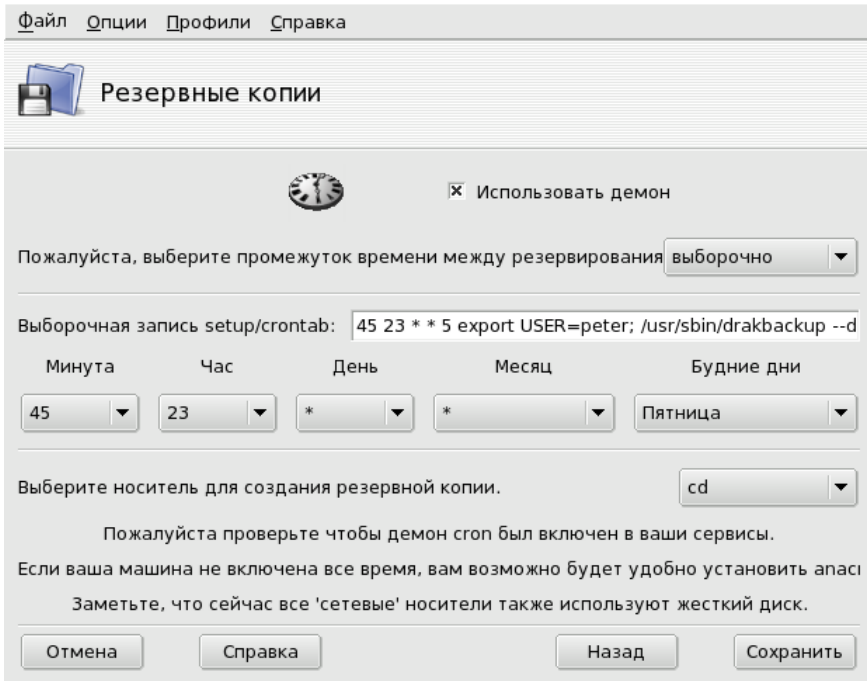 Файл Опции Профили Справка
Резервные копии
Использовать демон
Пожалуйста, выберите промежуток времени между резервирования выборочно
Выборочная запись setup/crontab: 45 23 * * 5 export USER=peter; /usr/sbin/drakbackup --d
Минута Час День Месяц Будние дни
45 23 * * Пятница
Выберите носитель для создания резервной копии. cd
Пожалуйста проверьте чтобы демон cron был включен в ваши сервисы.
Если ваша машина не включена все время, вам возможно будет удобно установить anac
Заметьте, что сейчас все 'сетевые' носители также используют жесткий диск.
Отмена Справка Назад Сохранить